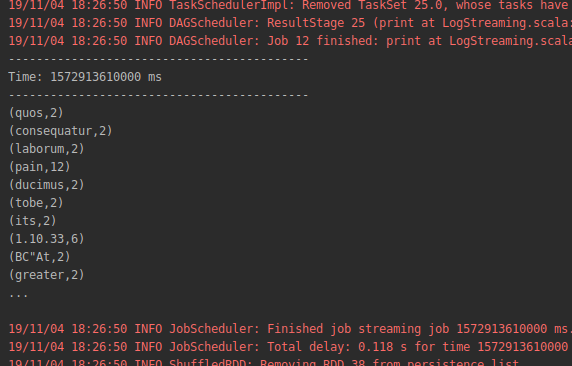 19/11/04 18:26:50 INFO TaskSchedulerImpl: Removed TaskSet 25.0, whose tasks have
19/11/04 18:26:50 INFO DAGScheduler: ResultStage 25 (print at LogStreaming.scala:
19/11/04 18:26:50 INFO DAGScheduler: Job 12 finished: print at LogStreaming.scala
-------------------------------------------
Time: 1572913610000 ms
-------------------------------------------
(quos,2)
(consequatur,2)
(laborum,2)
(pain,12)
(ducimus,2)
(tobe,2)
(its,2)
(1.10.33,6)
(BC"At,2)
(greater,2)
...
19/11/04 18:26:50 INFO JobScheduler: Finished job streaming job 1572913610000 ms.
19/11/04 18:26:50 INFO JobScheduler: Total delay: 0.118 s for time 1572913610000
19/11/04 18:26:50 INFO ShuffledRDD: Removing RDD 38 from persistence list